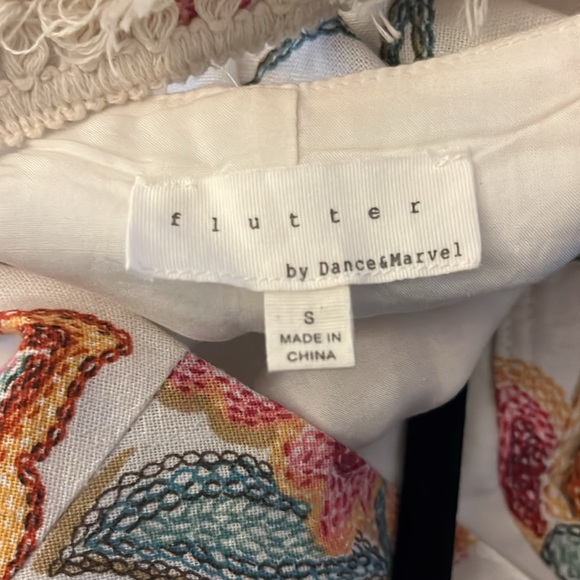 flutter
by Dance&Marvel
S
MADE IN
CHINA